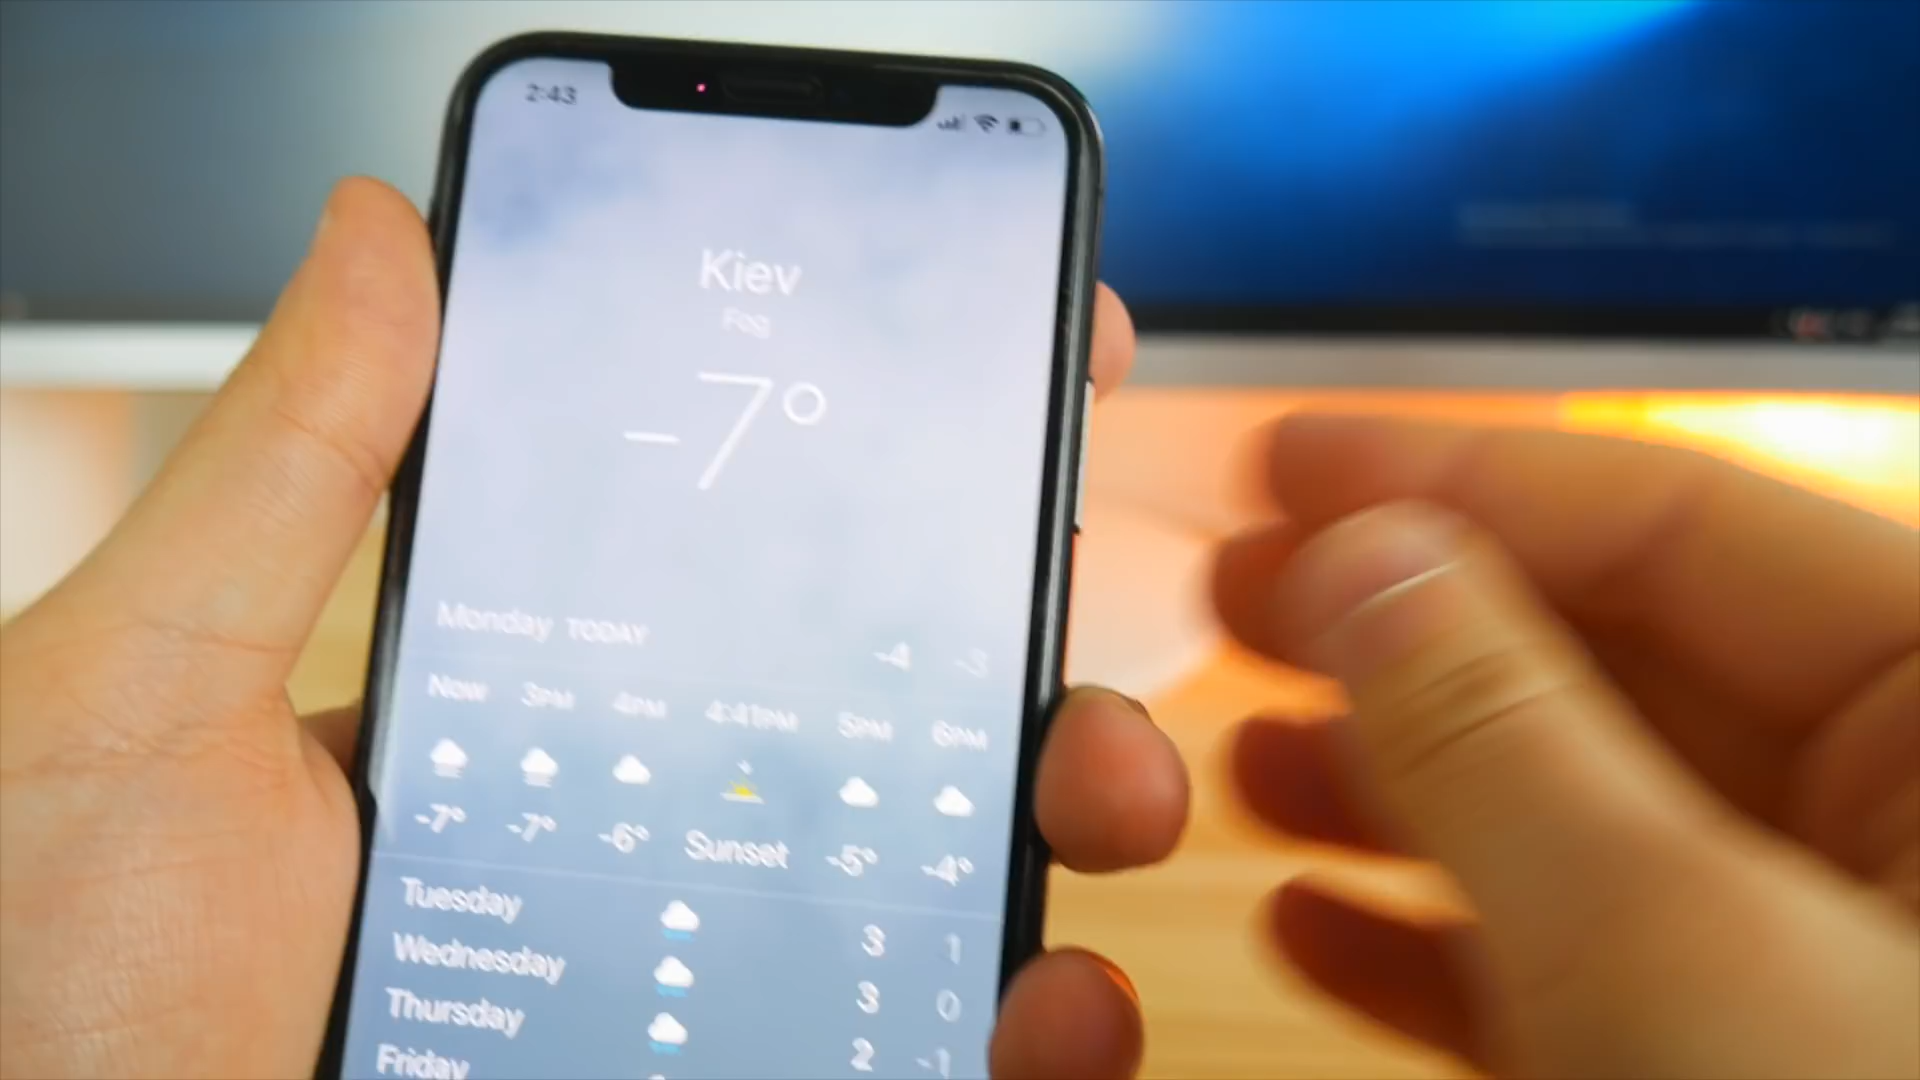 2:43
Kiev
Fog
-7°
Monday TODAY -4 -3
Now 3PM 4PM 4:41PM 5PM 6PM
-7° -7° -6° Sunset -5° -4°
Tuesday 3 1
Wednesday 3 0
Thursday 2 -1
Friday